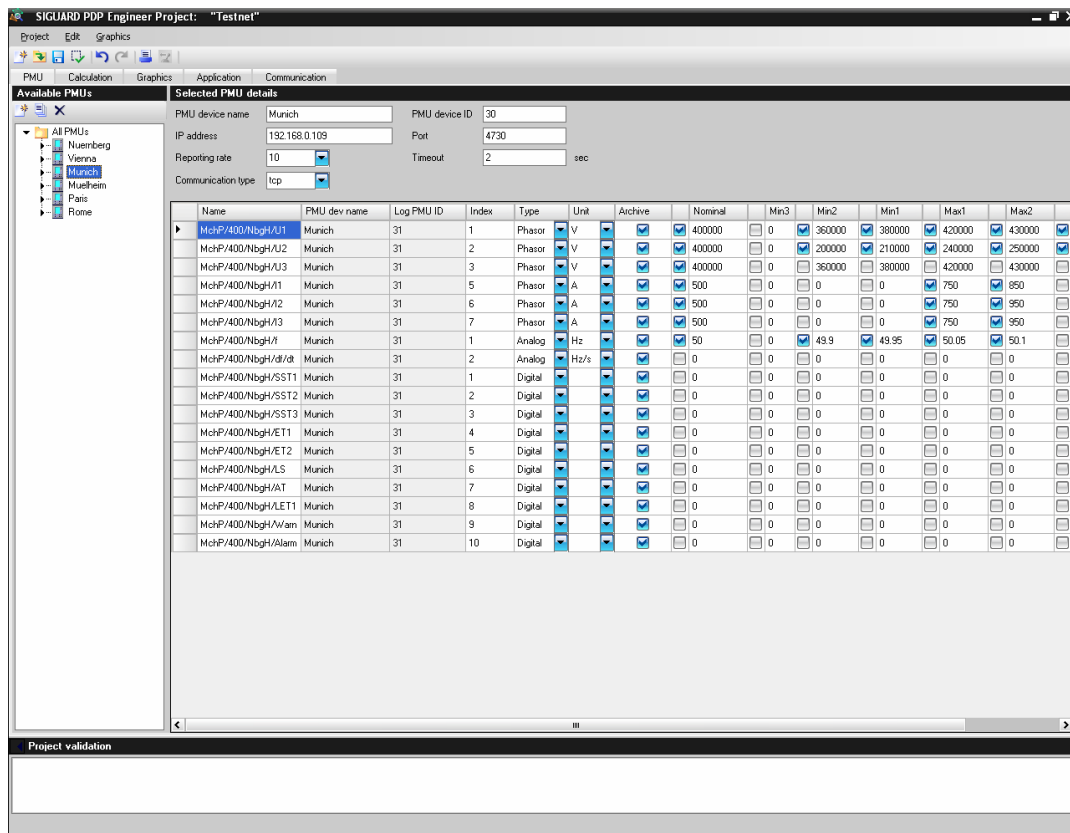 SIGUARD PDP Engineer Project: "Testnet"
Project Edit Graphics
PMU Calculation Graphics Application Communication
Available PMUs
All PMUs
Nuernberg
Vienna
Munich
Muelheim
Paris
Rome
Selected PMU details
PMU device name Munich PMU device ID 30
IP address 192.168.0.109 Port 4730
Reporting rate 10 Timeout 2 sec
Communication type tcp
Name PMU dev name Log PMU ID Index Type Unit Archive Nominal Min3 Min2 Min1 Max1 Max2
MchP/400/NbgH/U1 Munich 31 1 Phasor V 400000 0 360000 380000 420000 430000
MchP/400/NbgH/U2 Munich 31 2 Phasor V 400000 0 200000 210000 240000 250000
MchP/400/NbgH/U3 Munich 31 3 Phasor V 400000 0 360000 380000 420000 430000
MchP/400/NbgH/I1 Munich 31 5 Phasor A 500 0 0 0 750 850
MchP/400/NbgH/I2 Munich 31 6 Phasor A 500 0 0 0 750 950
MchP/400/NbgH/I3 Munich 31 7 Phasor A 500 0 0 0 750 950
MchP/400/NbgH/f Munich 31 1 Analog Hz 50 0 49.9 49.95 50.05 50.1
MchP/400/NbgH/df/dt Munich 31 2 Analog Hz/s 0 0 0 0 0 0
MchP/400/NbgH/SST1 Munich 31 1 Digital 0 0 0 0 0 0
MchP/400/NbgH/SST2 Munich 31 2 Digital 0 0 0 0 0 0
MchP/400/NbgH/SST3 Munich 31 3 Digital 0 0 0 0 0 0
MchP/400/NbgH/ET1 Munich 31 4 Digital 0 0 0 0 0 0
MchP/400/NbgH/ET2 Munich 31 5 Digital 0 0 0 0 0 0
MchP/400/NbgH/LS Munich 31 6 Digital 0 0 0 0 0 0
MchP/400/NbgH/AT Munich 31 7 Digital 0 0 0 0 0 0
MchP/400/NbgH/LET1 Munich 31 8 Digital 0 0 0 0 0 0
MchP/400/NbgH/Warn Munich 31 9 Digital 0 0 0 0 0 0
MchP/400/NbgH/Alarm Munich 31 10 Digital 0 0 0 0 0 0
Project validation